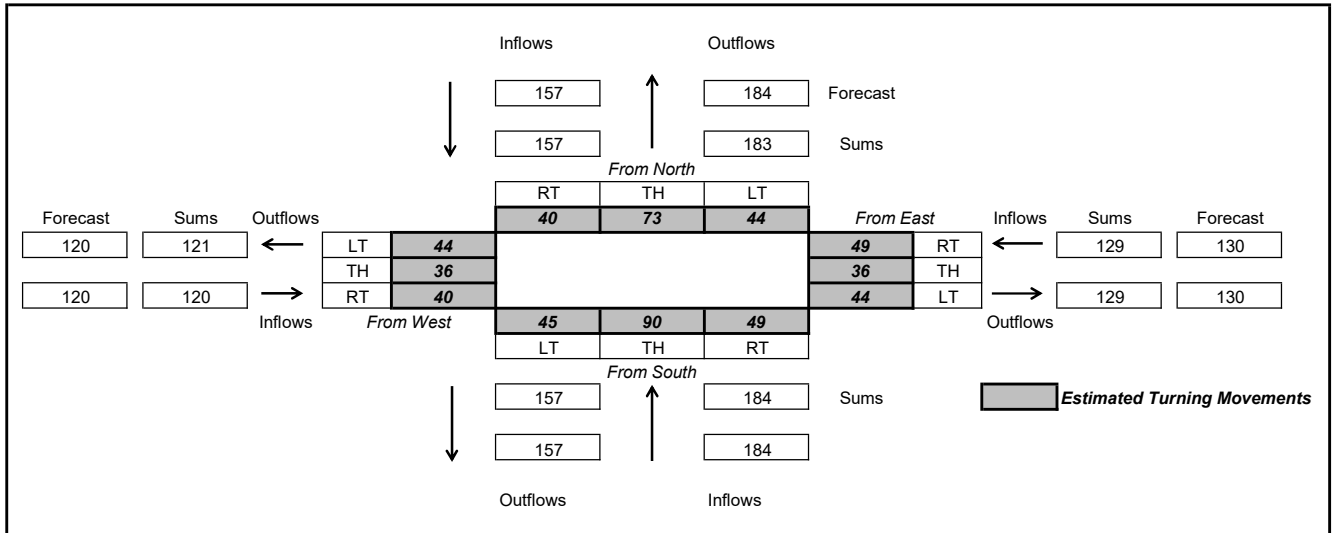 Inflows Outflows
157 184 Forecast
157 183 Sums
From North
RT TH LT
Forecast Sums Outflows 40 73 44 From East Inflows Sums Forecast
120 121 LT 44 49 RT 129 130
TH 36 36 TH
120 120 RT 40 44 LT 129 130
Inflows From West 45 90 49 Outflows
LT TH RT
From South
157 184 Sums Estimated Turning Movements
157 184
Outflows Inflows